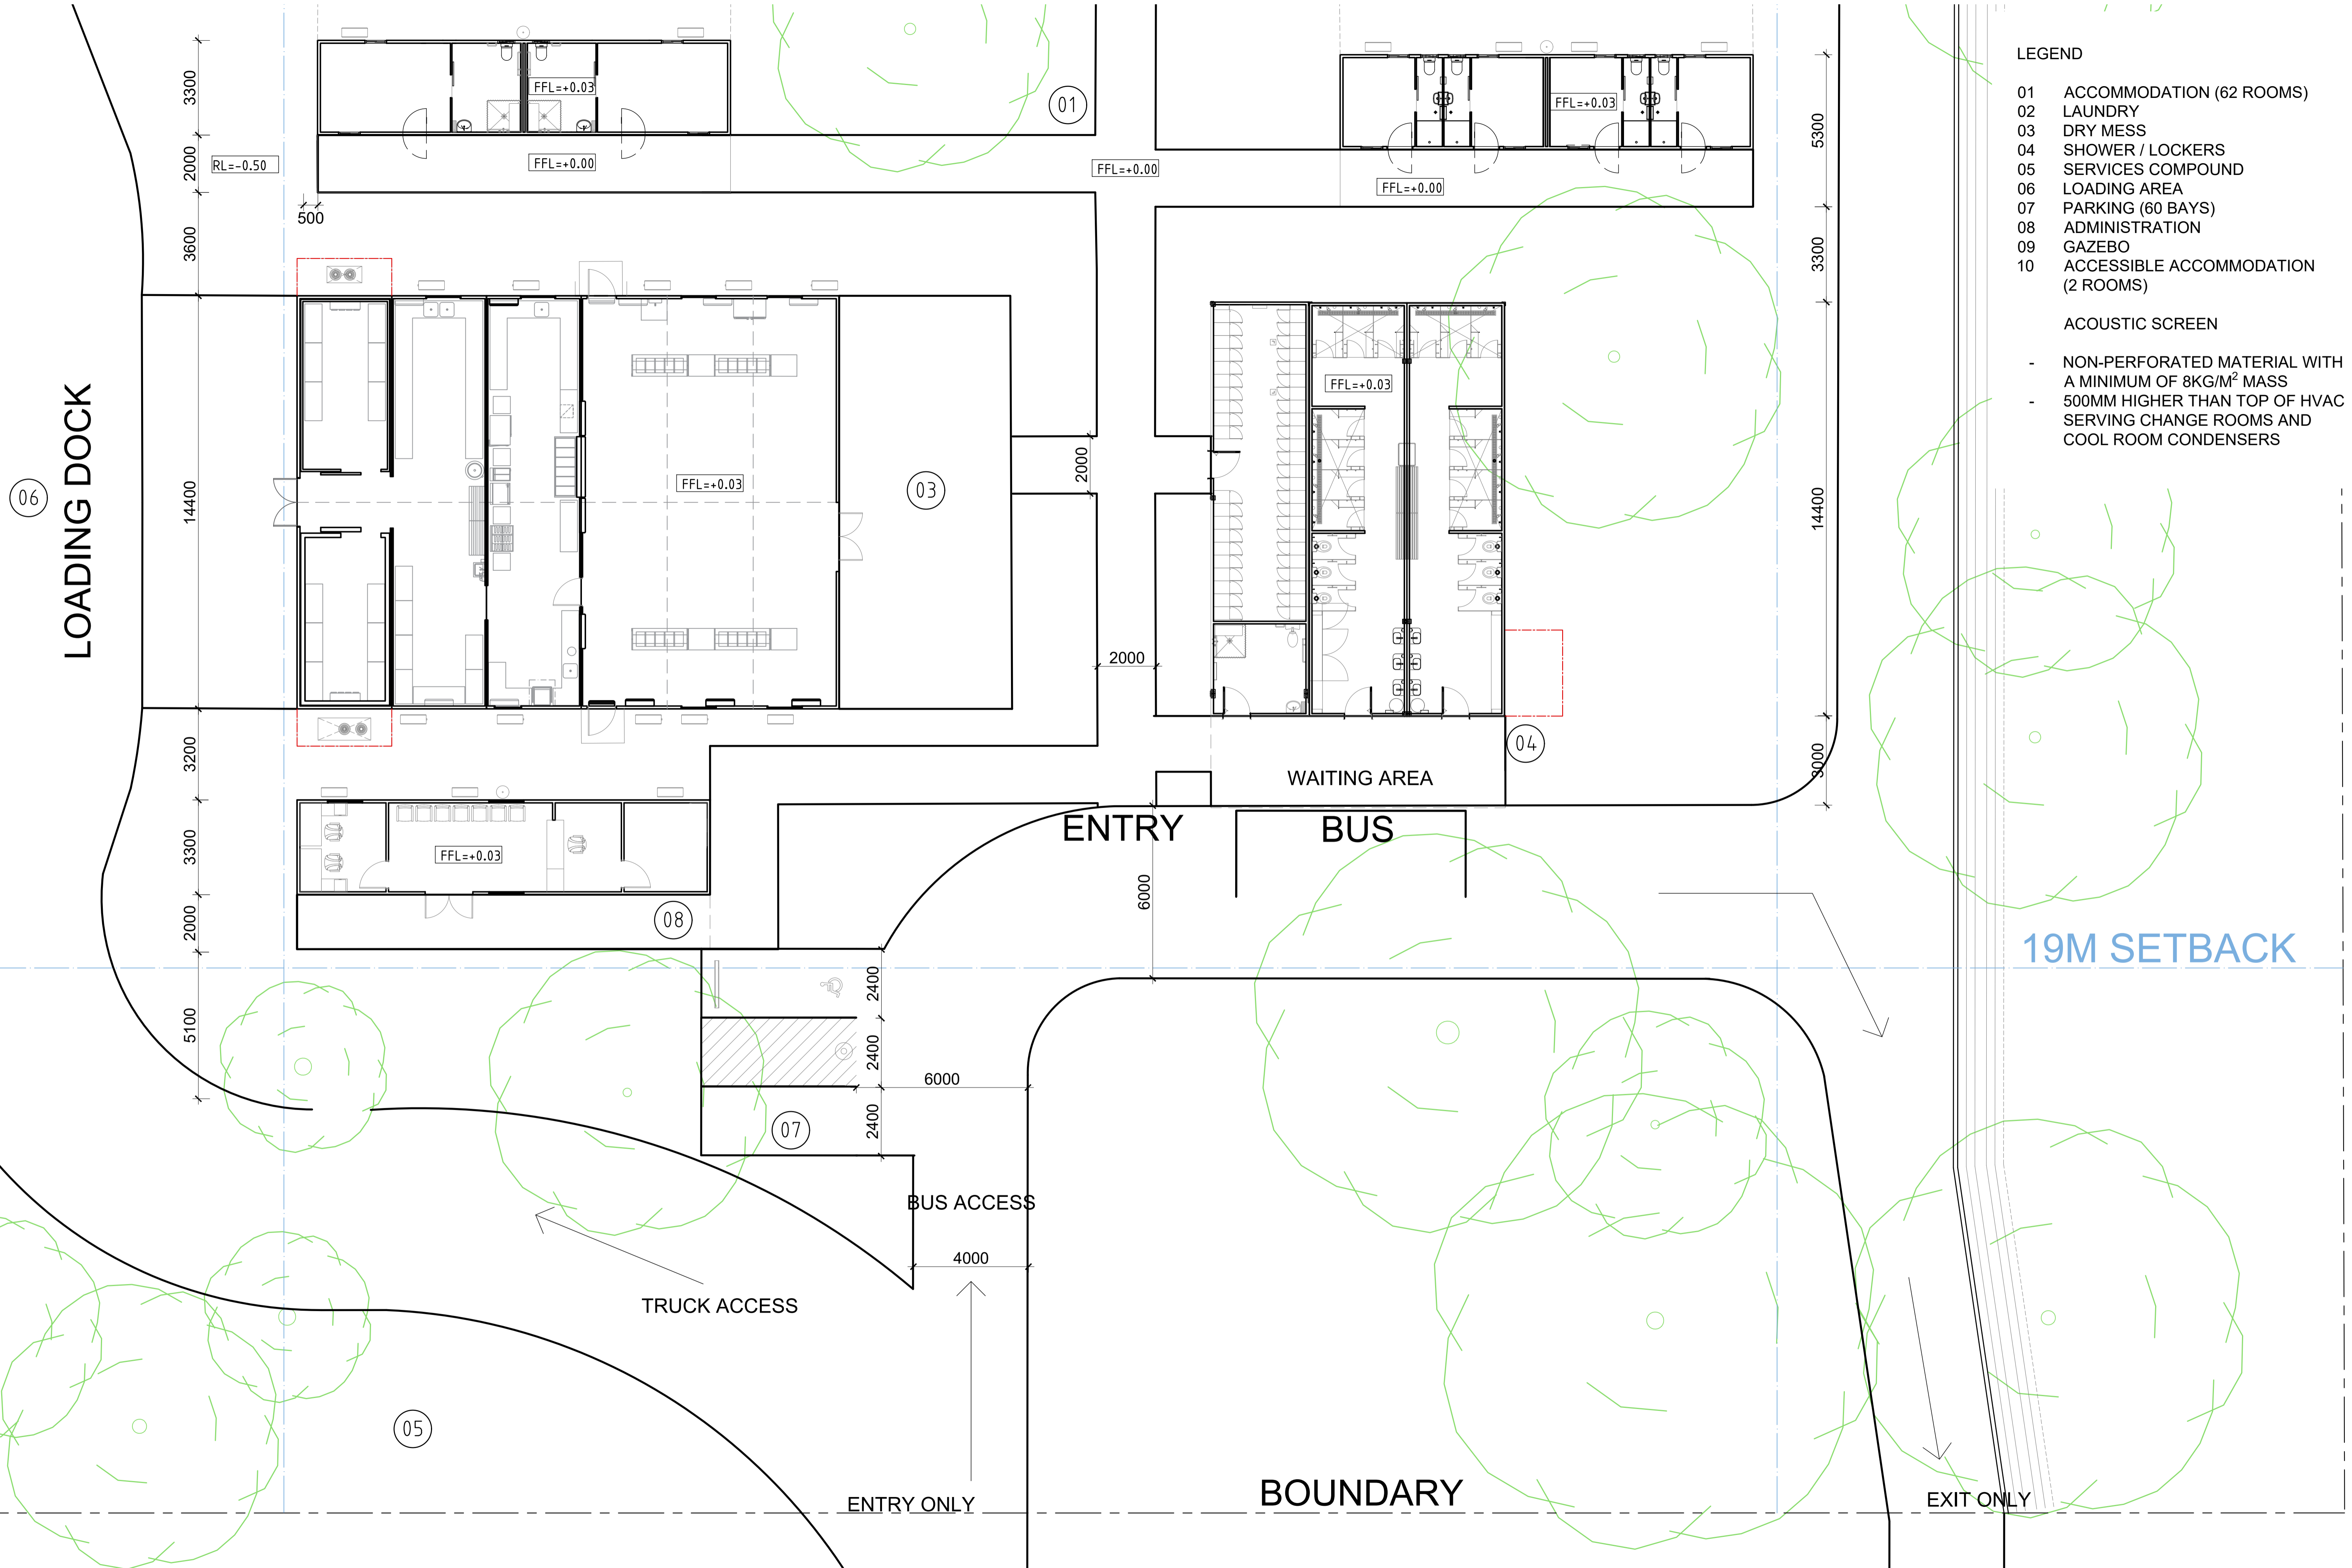 LEGEND
01 ACCOMMODATION (62 ROOMS)
02 LAUNDRY
03 DRY MESS
04 SHOWER / LOCKERS
05 SERVICES COMPOUND
06 LOADING AREA
07 PARKING (60 BAYS)
08 ADMINISTRATION
09 GAZEBO
10 ACCESSIBLE ACCOMMODATION
(2 ROOMS)
ACOUSTIC SCREEN
- NON-PERFORATED MATERIAL WITH
A MINIMUM OF 8KG/M² MASS
- 500MM HIGHER THAN TOP OF HVAC
SERVING CHANGE ROOMS AND
COOL ROOM CONDENSERS
3300
FFL=+0.03
01
FFL=+0.03
5300
2000
RL=-0.50
FFL=+0.00
FFL=+0.00
FFL=+0.00
500
3600
3300
FFL=+0.03
LOADING DOCK
06
14400
FFL=+0.03
03
2000
14400
2000
3200
04
WAITING AREA
3000
ENTRY
BUS
3300
FFL=+0.03
6000
2000
08
19M SETBACK
2400
5100
2400
6000
2400
07
BUS ACCESS
4000
TRUCK ACCESS
05
BOUNDARY
ENTRY ONLY
EXIT ONLY